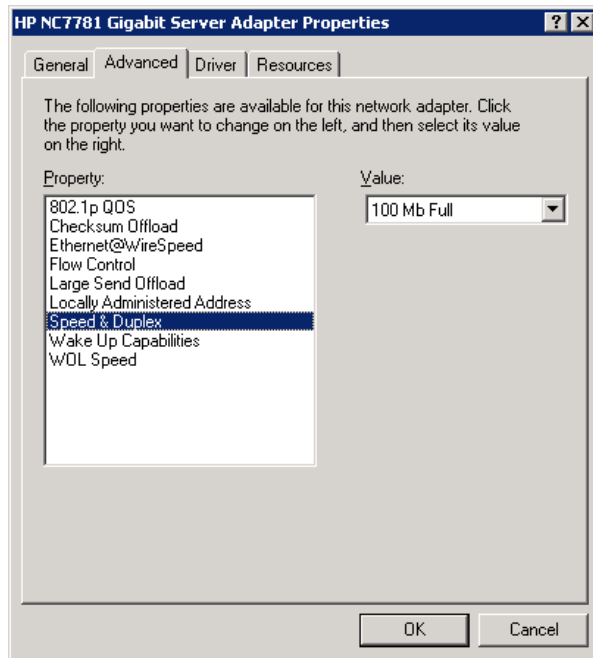 HP NC7781 Gigabit Server Adapter Properties
General Advanced Driver Resources
The following properties are available for this network adapter. Click
the property you want to change on the left, and then select its value
on the right.
Property:
802.1p QOS
Checksum Offload
Ethernet@WireSpeed
Flow Control
Large Send Offload
Locally Administered Address
Speed & Duplex
Wake Up Capabilities
WOL Speed
Value:
100 Mb Full
OK Cancel